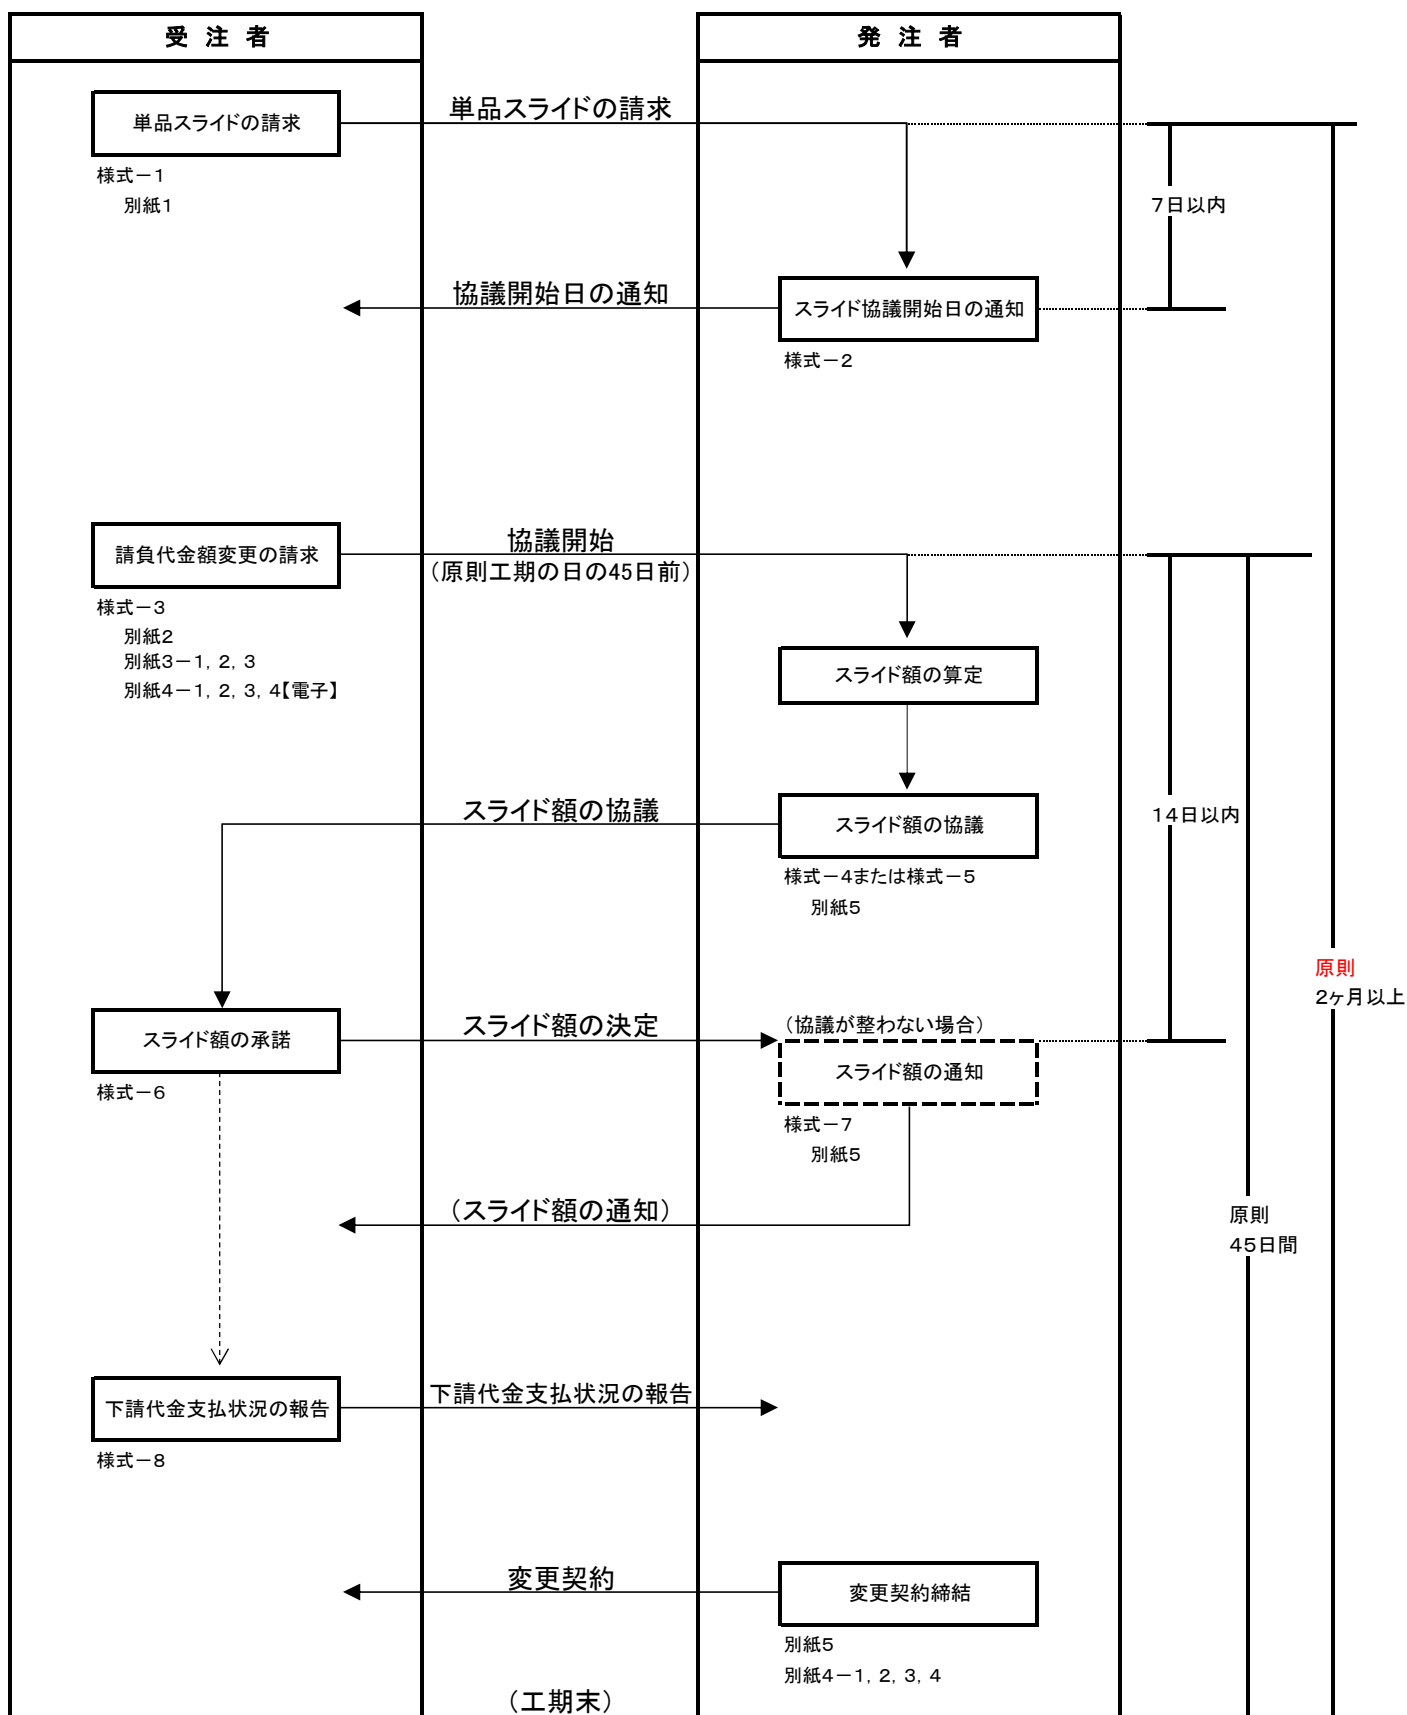 受 注 者
発 注 者
単品スライドの請求
単品スライドの請求
様式－1
別紙1
7日以内
協議開始日の通知
スライド協議開始日の通知
様式－2
請負代金額変更の請求
協議開始
（原則工期の日の45日前）
様式－3
別紙2
別紙3－1, 2, 3
別紙4－1, 2, 3, 4【電子】
スライド額の算定
スライド額の協議
スライド額の協議
14日以内
様式－4または様式－5
別紙5
原則
2ヶ月以上
スライド額の承諾
スライド額の決定
（協議が整わない場合）
スライド額の通知
様式－6
様式－7
別紙5
（スライド額の通知）
原則
45日間
下請代金支払状況の報告
下請代金支払状況の報告
様式－8
変更契約
変更契約締結
別紙5
別紙4－1, 2, 3, 4
（工期末）